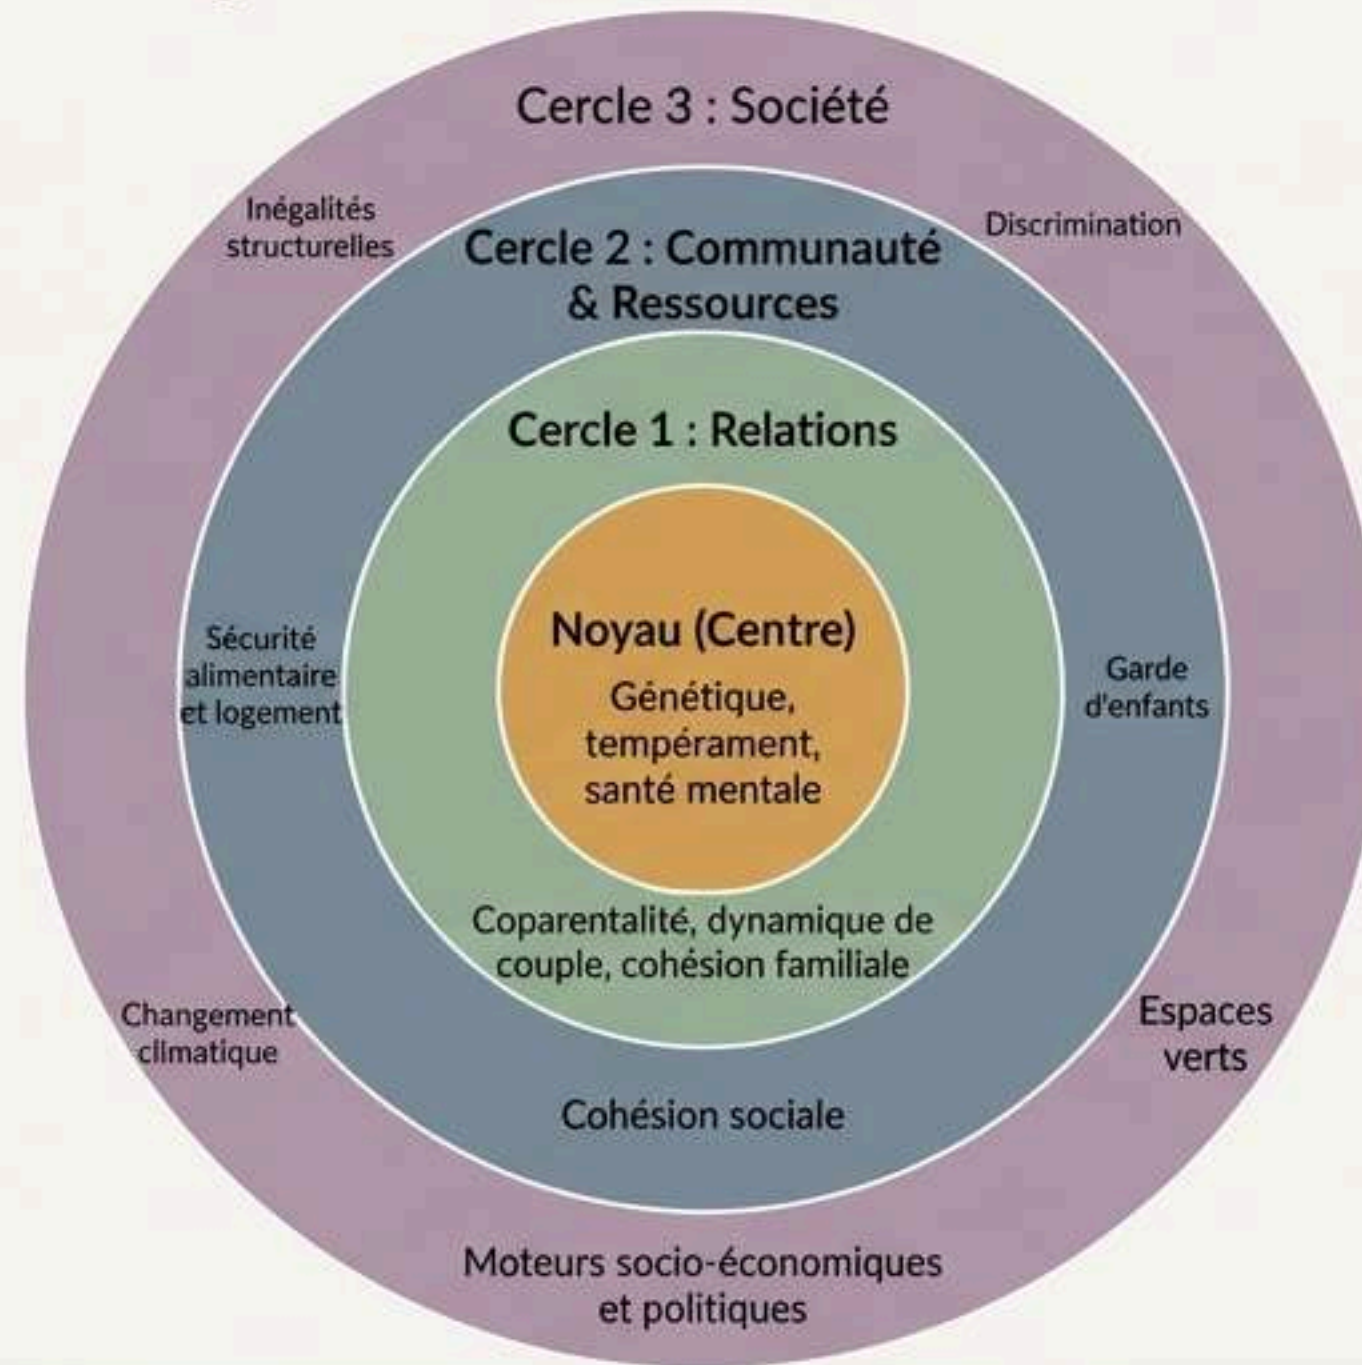 Cercle 3 : Société
Inégalités
structurelles
Discrimination
Cercle 2 : Communauté
& Ressources
Cercle 1 : Relations
Noyau (Centre)
Génétique,
tempérament,
santé mentale
Sécurité
alimentaire
et logement
Garde
d'enfants
Coparentalité, dynamique de
couple, cohésion familiale
Changement
climatique
Espaces
verts
Cohésion sociale
Moteurs socio-économiques
et politiques